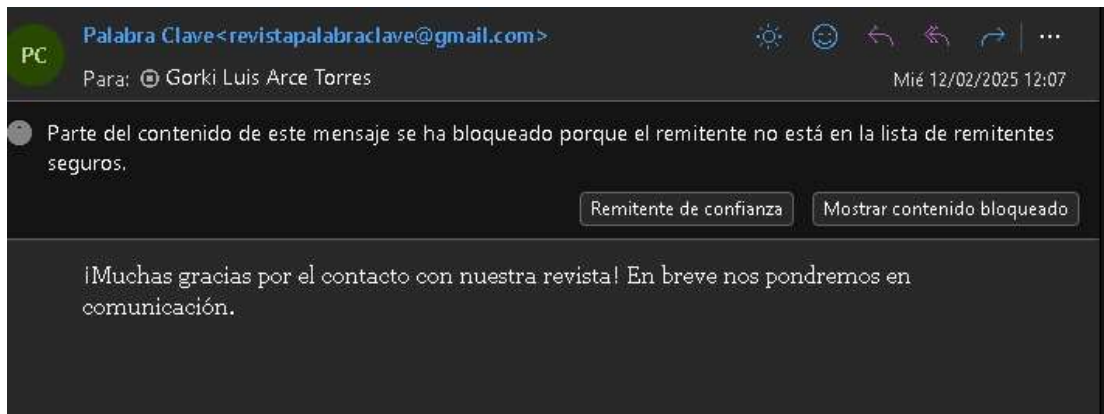 PC
Palabra Clave<revistapalabraclave@gmail.com>
Para: Gorki Luis Arce Torres
Mié 12/02/2025 12:07
Parte del contenido de este mensaje se ha bloqueado porque el remitente no está en la lista de remitentes
seguros.
Remitente de confianza
Mostrar contenido bloqueado
¡Muchas gracias por el contacto con nuestra revista! En breve nos pondremos en
comunicación.